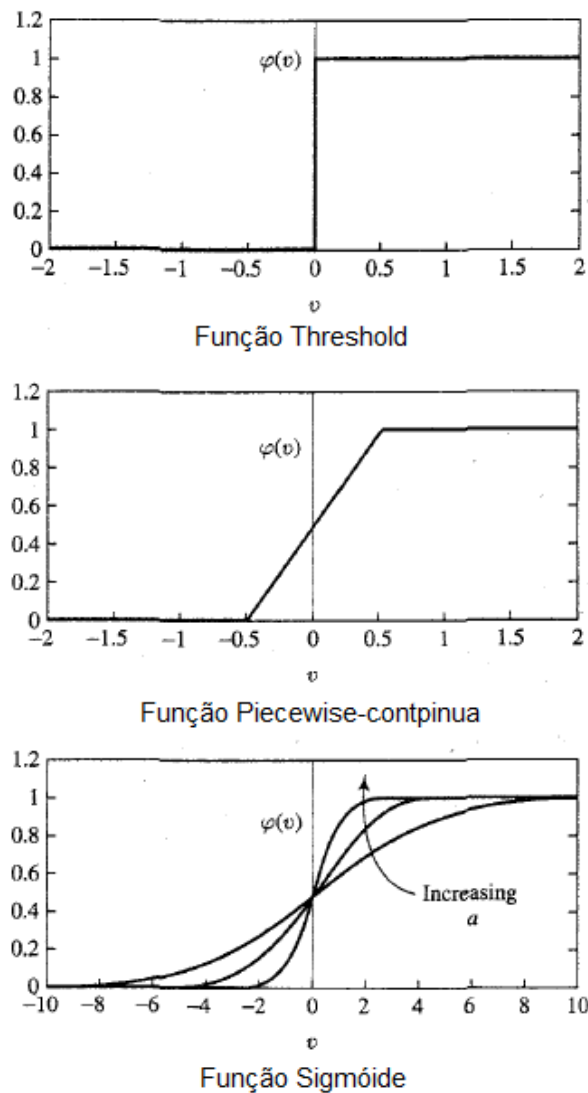 1.2
φ(v)
1
0.8
0.6
0.4
0.2
0
−2 −1.5 −1 −0.5 0 0.5 1 1.5 2
v
Função Threshold
1.2
1
φ(v)
0.8
0.6
0.4
0.2
0
−2 −1.5 −1 −0.5 0 0.5 1 1.5 2
v
Função Piecewise-contpinua
1.2
1
φ(v)
0.8
0.6
Increasing
a
0.4
0.2
0
−10 −8 −6 −4 −2 0 2 4 6 8 10
v
Função Sigmóide